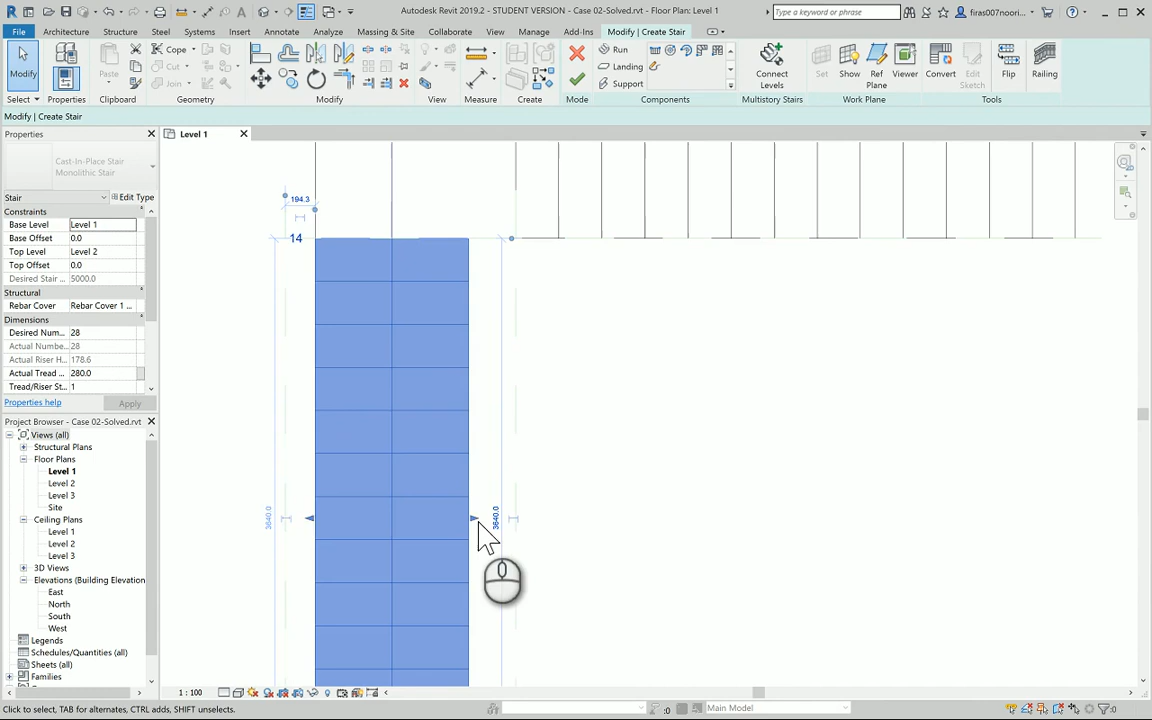 Autodesk Revit 2019.2 - STUDENT VERSION - Case 02-Solved.rvt - Floor Plan: Level 1
Type a keyword or phrase
firas007noori...
File
Architecture
Structure
Steel
Systems
Insert
Annotate
Analyze
Massing & Site
Collaborate
View
Manage
Add-Ins
Modify | Create Stair
Modify
Paste
Cope
Cut
Join
Run
Landing
Support
Connect
Levels
Set
Show
Ref
Plane
Viewer
Convert
Edit
Sketch
Flip
Railing
Select
Properties
Clipboard
Geometry
Modify
View
Measure
Create
Mode
Components
Multistory Stairs
Work Plane
Tools
Modify | Create Stair
Properties
Level 1
Cast-In-Place Stair
Monolithic Stair
Stair
Edit Type
Constraints
Base Level Level 1
Base Offset 0.0
Top Level Level 2
Top Offset 0.0
Desired Stair ... 5000.0
Structural
Rebar Cover Rebar Cover 1 ...
Dimensions
Desired Num... 28
Actual Numbe... 28
Actual Riser H... 178.6
Actual Tread ... 280.0
Tread/Riser St... 1
Properties help
Apply
Project Browser - Case 02-Solved.rvt
Views (all)
Structural Plans
Floor Plans
Level 1
Level 2
Level 3
Site
Ceiling Plans
Level 1
Level 2
Level 3
3D Views
Elevations (Building Elevation
East
North
South
West
Legends
Schedules/Quantities (all)
Sheets (all)
Families
194.3
14
3640.0
3640.0
1 : 100
Click to select, TAB for alternates, CTRL adds, SHIFT unselects.
:0
Main Model
:0